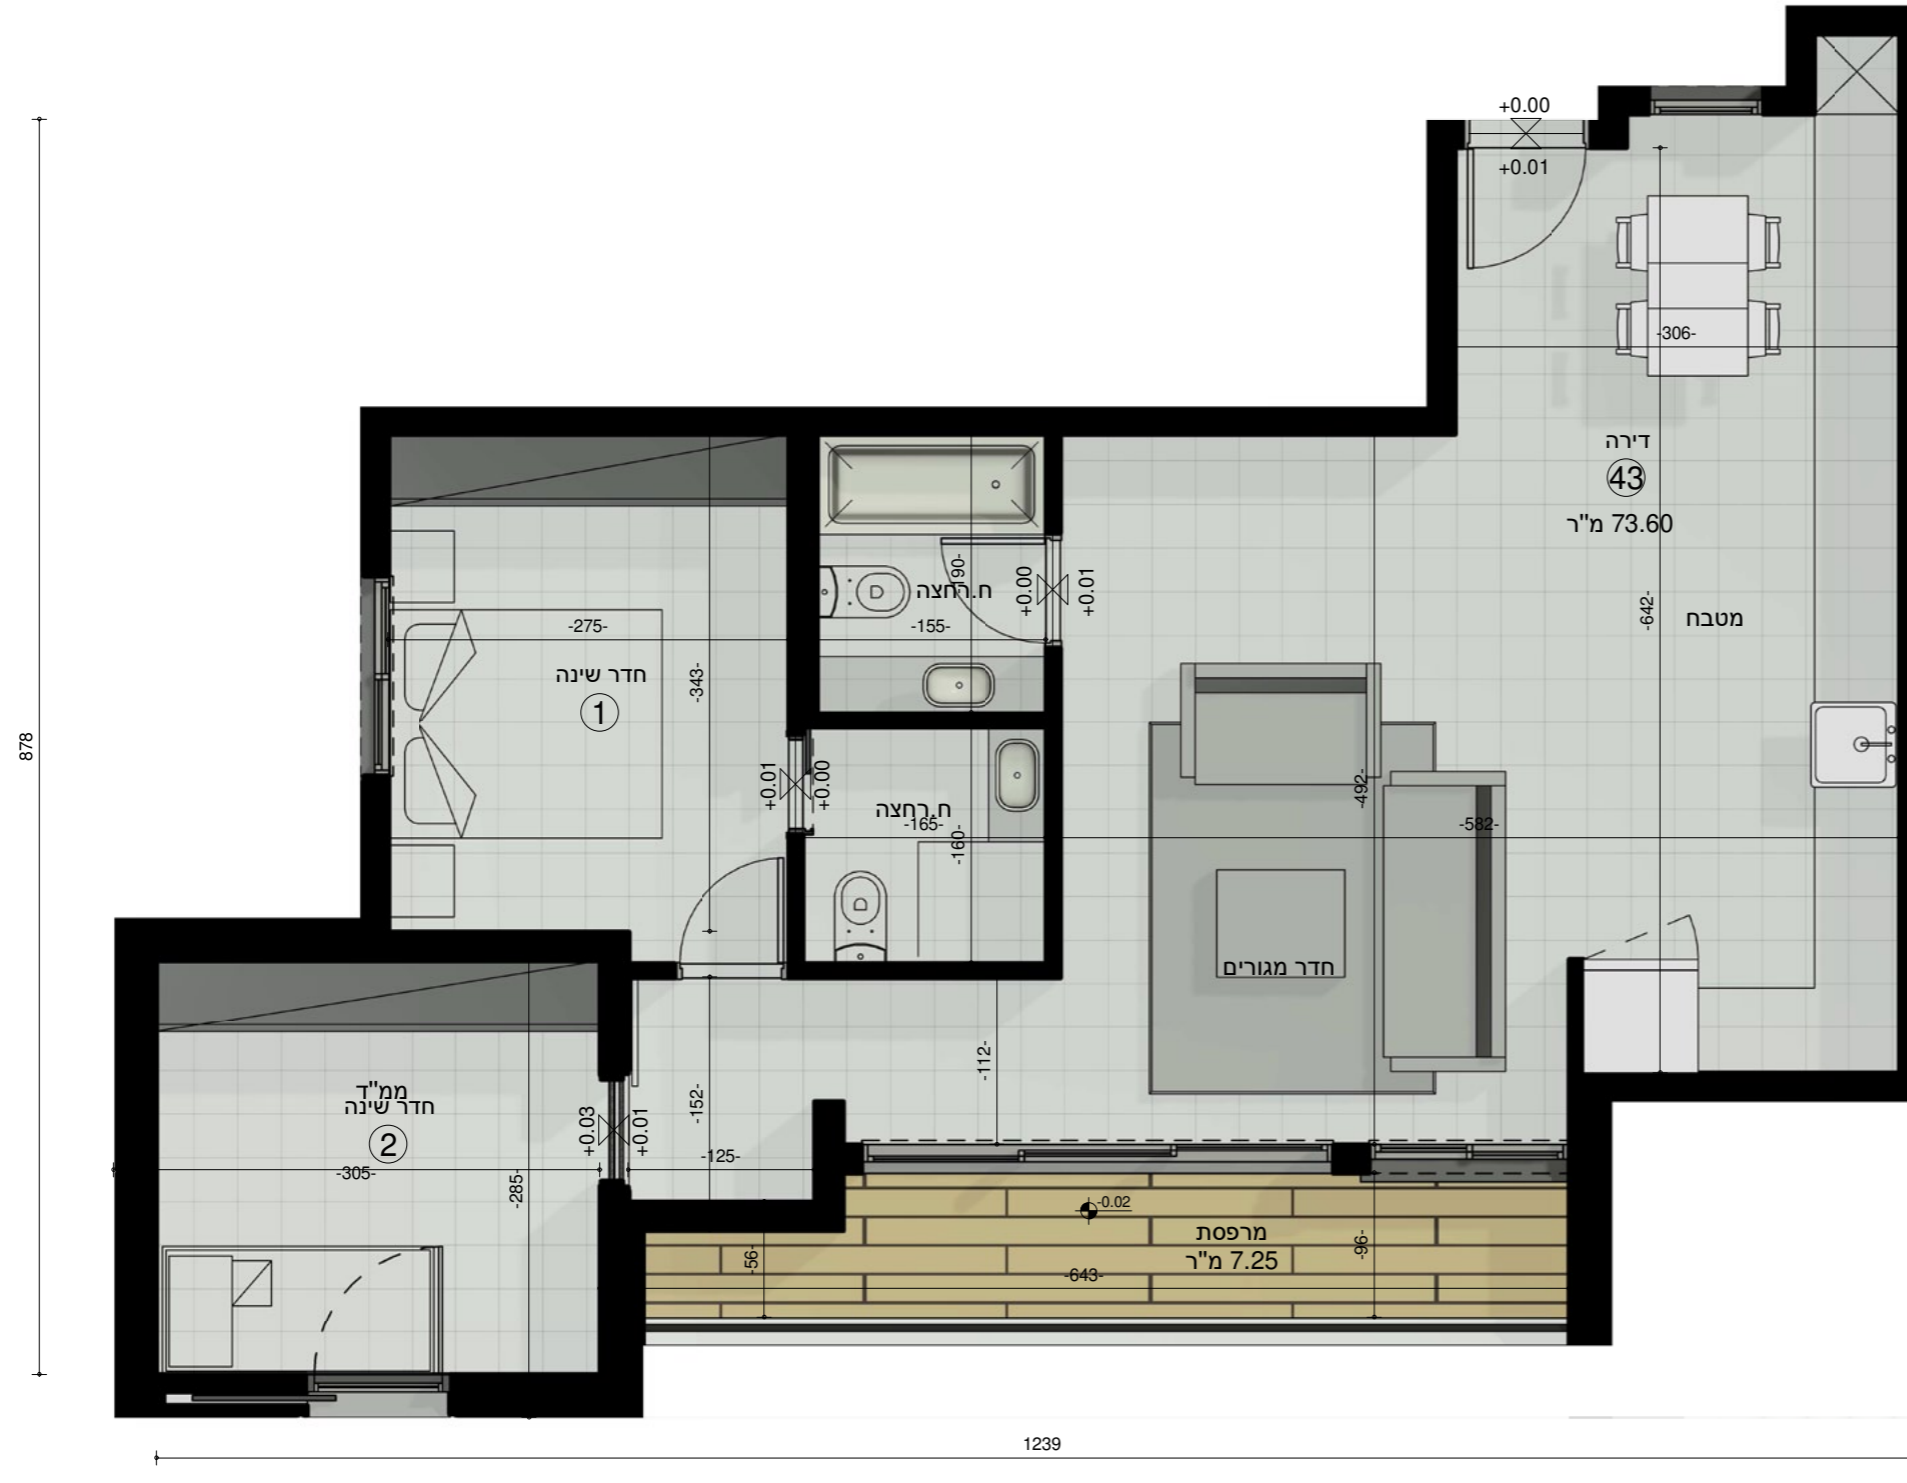 +0.00
+0.01
-306-
דירה
43
73.60 מ"ר
-642-
מטבח
878
ח.רחצה
-190-
-155-
+0.00
+0.01
-275-
חדר שינה
1
-343-
+0.01
+0.00
ח.רחצה
-165-
-160-
-492-
-582-
חדר מגורים
-112-
-152-
-125-
ממ"ד
חדר שינה
2
-305-
-285-
+0.03
+0.01
-0.02
מרפסת
7.25 מ"ר
-96-
-56-
-643-
1239